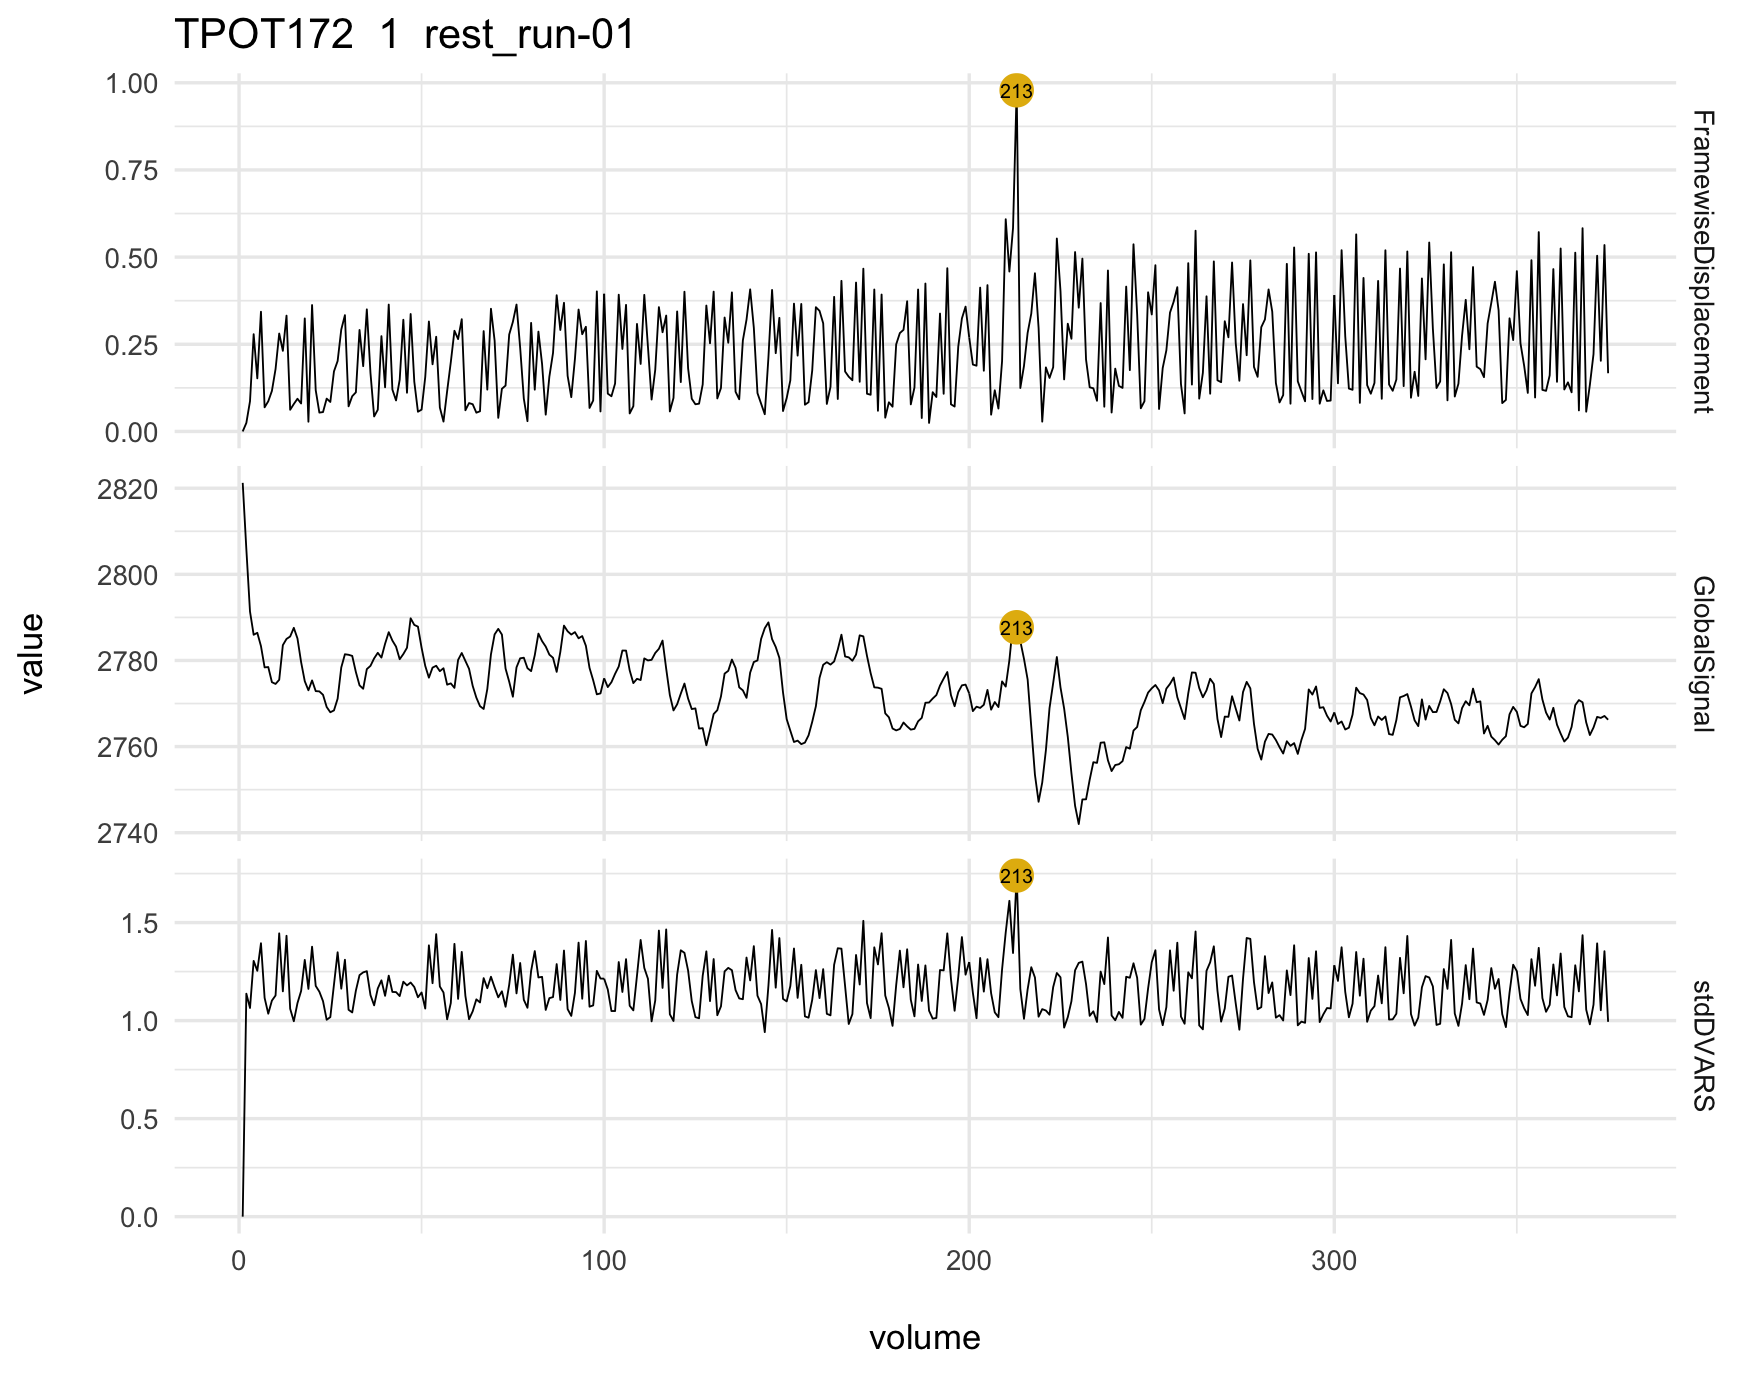 TPOT172 1 rest_run-01
1.00
0.75
0.50
0.25
0.00
213
FramewiseDisplacement
2820
2800
2780
2760
2740
213
GlobalSignal
value
1.5
1.0
0.5
0.0
213
stdDVARS
0 100 200 300
volume